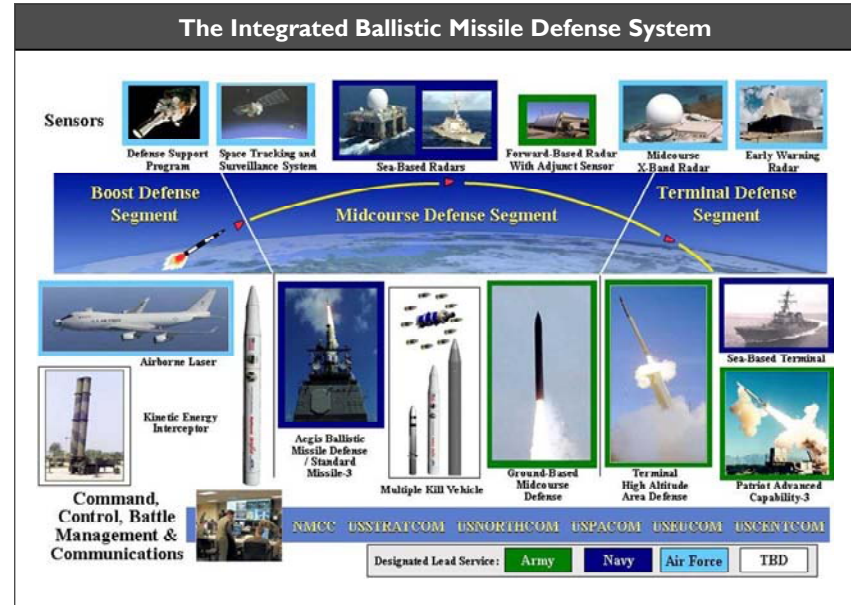 The Integrated Ballistic Missile Defense System
Sensors
Defense Support
Program
Space Tracking and
Surveillance System
Sea-Based Radars
Forward-Based Radar
With Adjunct Sensor
Midcourse
X-Band Radar
Early Warning
Radar
Boost Defense
Segment
Midcourse Defense Segment
Terminal Defense
Segment
Airborne Laser
Kinetic Energy
Interceptor
Aegis Ballistic
Missile Defense
/ Standard
Missile-3
Multiple Kill Vehicle
Ground-Based
Midcourse
Defense
Terminal
High Altitude
Area Defense
Sea-Based Terminal
Patriot Advanced
Capability-3
Command,
Control, Battle
Management &
Communications
NMCC USSTRATCOM USNORTHCOM USPACOM USEUCOM USCENTCOM
Designated Lead Service: Army Navy Air Force TBD